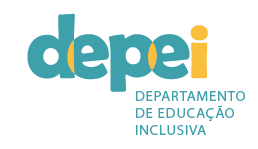 depei
DEPARTAMENTO
DE EDUCAÇÃO
INCLUSIVA